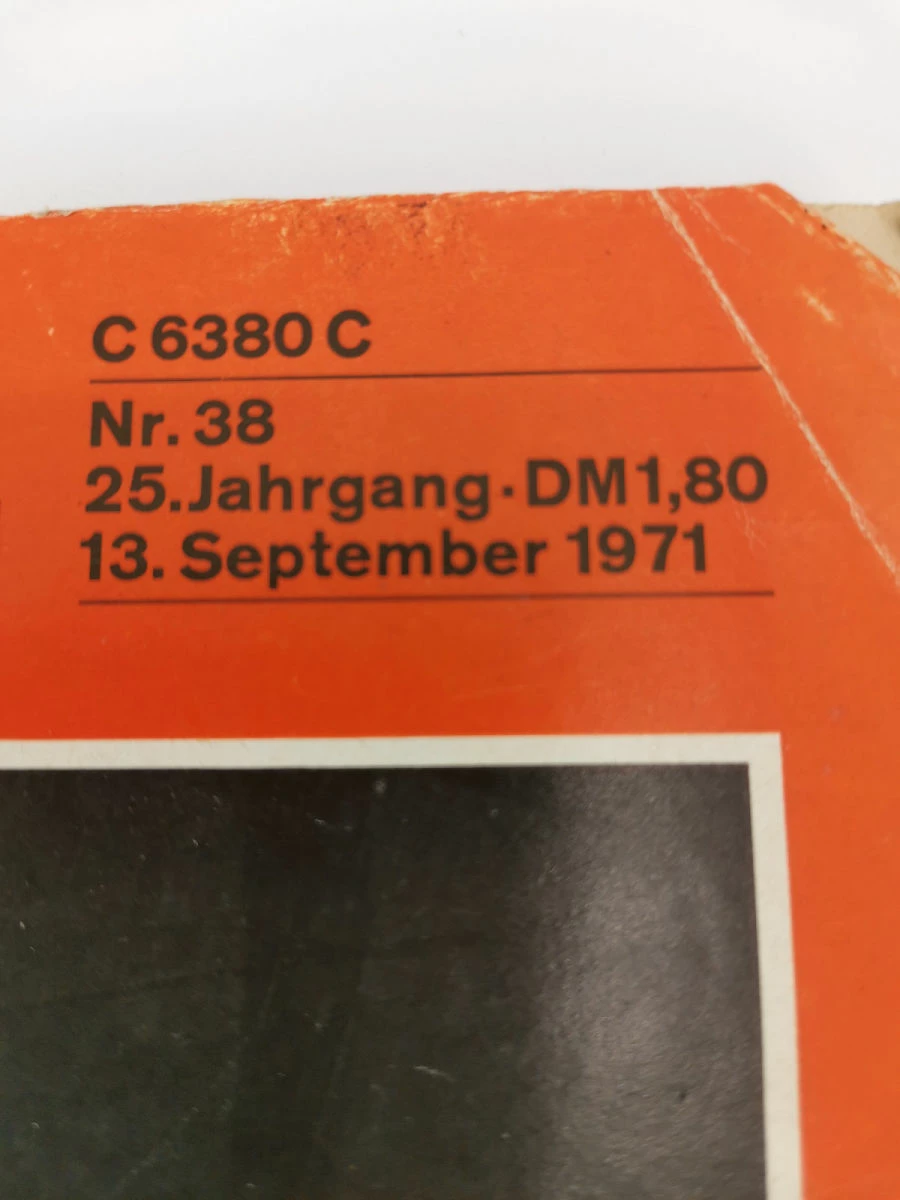 C 6380 C
Nr. 38
25. Jahrgang · DM 1,80
13. September 1971